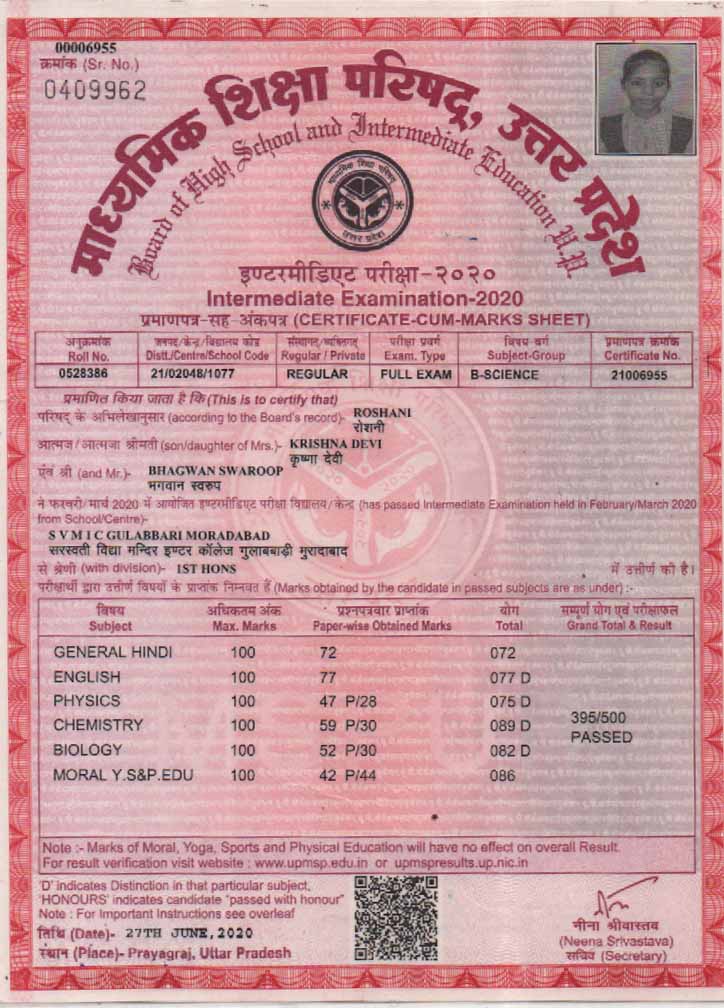 00006955
क्रमांक (Sr. No.)
0409962
माध्यमिक शिक्षा परिषद्, उत्तर प्रदेश
Board of High School and Intermediate Education U.P.
माध्यमिक शिक्षा परिषद्
उत्तर प्रदेश
इण्टरमीडिएट परीक्षा-२०२०
Intermediate Examination-2020
प्रमाणपत्र-सह-अंकपत्र (CERTIFICATE-CUM-MARKS SHEET)
अनुक्रमांक जनपद/केन्द्र/विद्यालय कोड संस्थागत/व्यक्तिगत परीक्षा प्रवर्ग विषय-वर्ग प्रमाणपत्र क्रमांक
Roll No. Distt./Centre/School Code Regular / Private Exam. Type Subject-Group Certificate No.
0528386 21/02048/1077 REGULAR FULL EXAM B-SCIENCE 21006955
प्रमाणित किया जाता है कि (This is to certify that)
परिषद् के अभिलेखानुसार (according to the Board's record)- ROSHANI
रोशनी
आत्मज/आत्मजा श्रीमती (son/daughter of Mrs.)- KRISHNA DEVI
कृष्णा देवी
एवं श्री (and Mr.)- BHAGWAN SWAROOP
भगवान स्वरुप
ने फरवरी/मार्च 2020 में आयोजित इण्टरमीडिएट परीक्षा विद्यालय/केन्द्र (has passed Intermediate Examination held in February/March 2020
from School/Centre)-
S V M I C GULABBARI MORADABAD
सरस्वती विद्या मन्दिर इण्टर कॉलेज गुलाबबाड़ी मुरादाबाद
से श्रेणी (with division)- 1ST HONS में उत्तीर्ण की है।
परीक्षार्थी द्वारा उत्तीर्ण विषयों के प्राप्तांक निम्नवत हैं (Marks obtained by the candidate in passed subjects are as under) :-
विषय अधिकतम अंक प्रश्नपत्रवार प्राप्तांक योग सम्पूर्ण योग एवं परीक्षाफल
Subject Max. Marks Paper-wise Obtained Marks Total Grand Total & Result
GENERAL HINDI 100 72 072
ENGLISH 100 77 077 D
PHYSICS 100 47 P/28 075 D
CHEMISTRY 100 59 P/30 089 D
BIOLOGY 100 52 P/30 082 D
MORAL Y.S&P.EDU 100 42 P/44 086
395/500
PASSED
Note :- Marks of Moral, Yoga, Sports and Physical Education will have no effect on overall Result.
For result verification visit website : www.upmsp.edu.in or upmspresults.up.nic.in
'D' indicates Distinction in that particular subject,
'HONOURS' indicates candidate "passed with honour"
Note : For Important Instructions see overleaf
तिथि (Date)- 27TH JUNE, 2020
स्थान (Place)- Prayagraj, Uttar Pradesh
नीना श्रीवास्तव
(Neena Srivastava)
सचिव (Secretary)